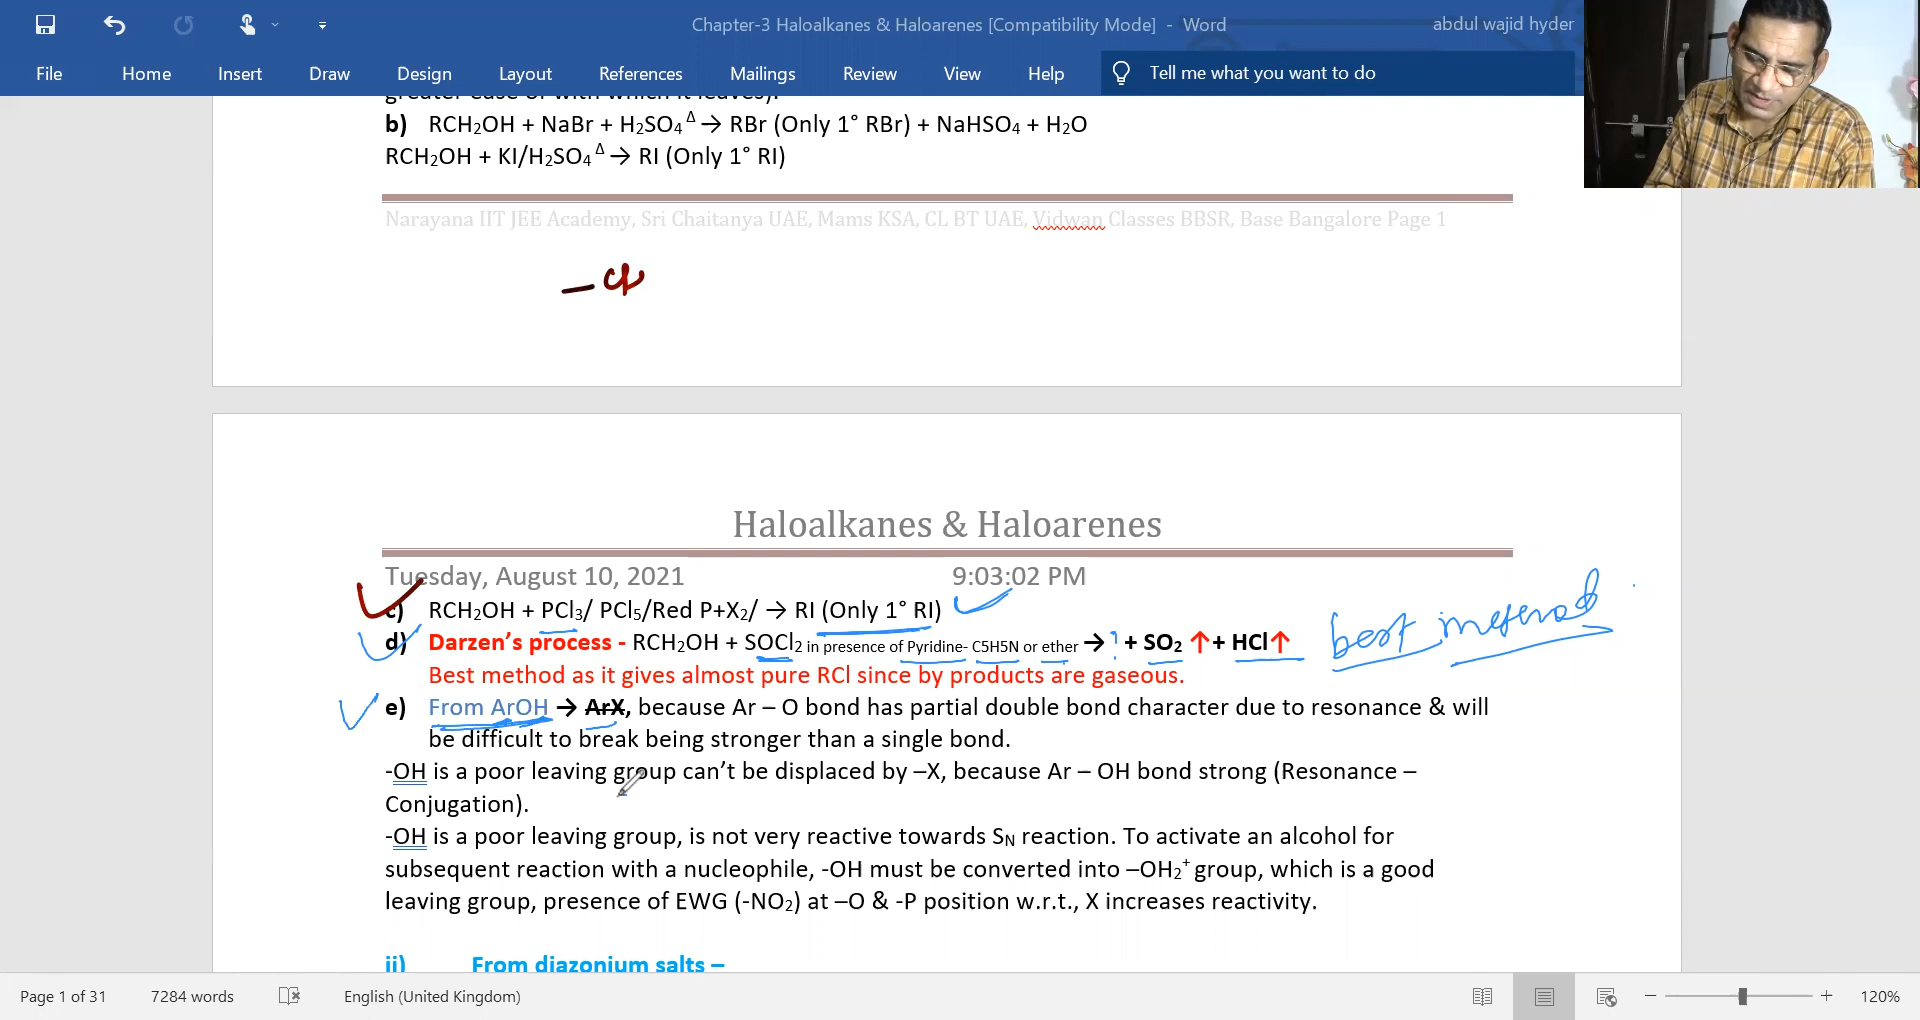 Chapter-3 Haloalkanes & Haloarenes [Compatibility Mode] - Word
abdul wajid hyder
File Home Insert Draw Design Layout References Mailings Review View Help Tell me what you want to do
greater ease of with which it leaves).
b) RCH₂OH + NaBr + H₂SO₄ ᐃ → RBr (Only 1° RBr) + NaHSO₄ + H₂O
RCH₂OH + KI/H₂SO₄ ᐃ → RI (Only 1° RI)
Narayana IIT JEE Academy, Sri Chaitanya UAE, Mams KSA, CL BT UAE, Vidwan Classes BBSR, Base Bangalore Page 1
Haloalkanes & Haloarenes
Tuesday, August 10, 2021 9:03:02 PM
c) RCH₂OH + PCl₃/ PCl₅/Red P+X₂/ → RI (Only 1° RI)
d) Darzen’s process - RCH₂OH + SOCl₂ in presence of Pyridine- C5H5N or ether → ? + SO₂ ↑+ HCl↑ best method
Best method as it gives almost pure RCl since by products are gaseous.
e) From ArOH → ArX, because Ar – O bond has partial double bond character due to resonance & will
be difficult to break being stronger than a single bond.
-OH is a poor leaving group can’t be displaced by –X, because Ar – OH bond strong (Resonance –
Conjugation).
-OH is a poor leaving group, is not very reactive towards S_N reaction. To activate an alcohol for
subsequent reaction with a nucleophile, -OH must be converted into –OH₂⁺ group, which is a good
leaving group, presence of EWG (-NO₂) at –O & -P position w.r.t., X increases reactivity.
ii) From diazonium salts –
Page 1 of 31 7284 words English (United Kingdom) 120%